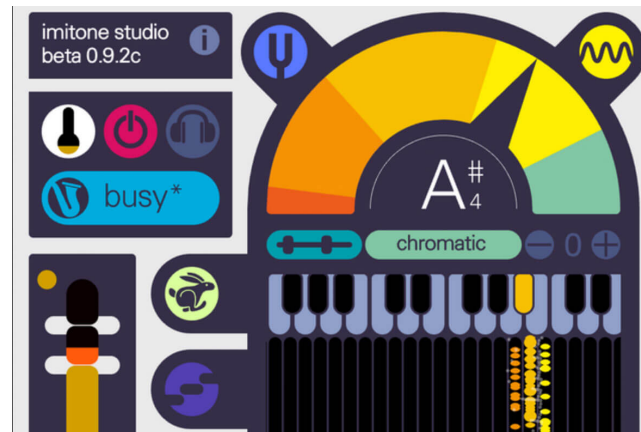 imitone studio
beta 0.9.2c
i
busy*
A#4
chromatic
− 0 +